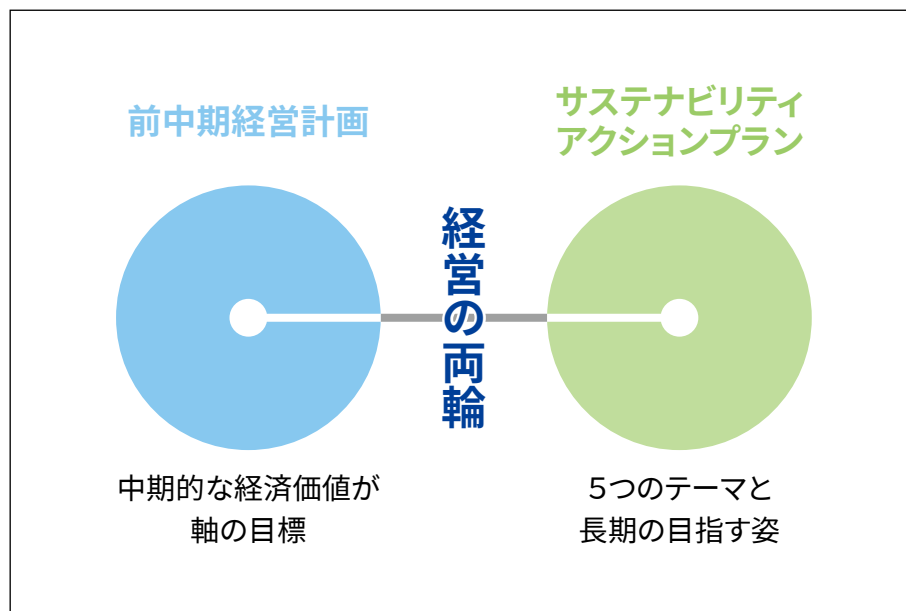 前中期経営計画
サステナビリティ
アクションプラン
経営の両輪
中期的な経済価値が
軸の目標
5つのテーマと
長期の目指す姿